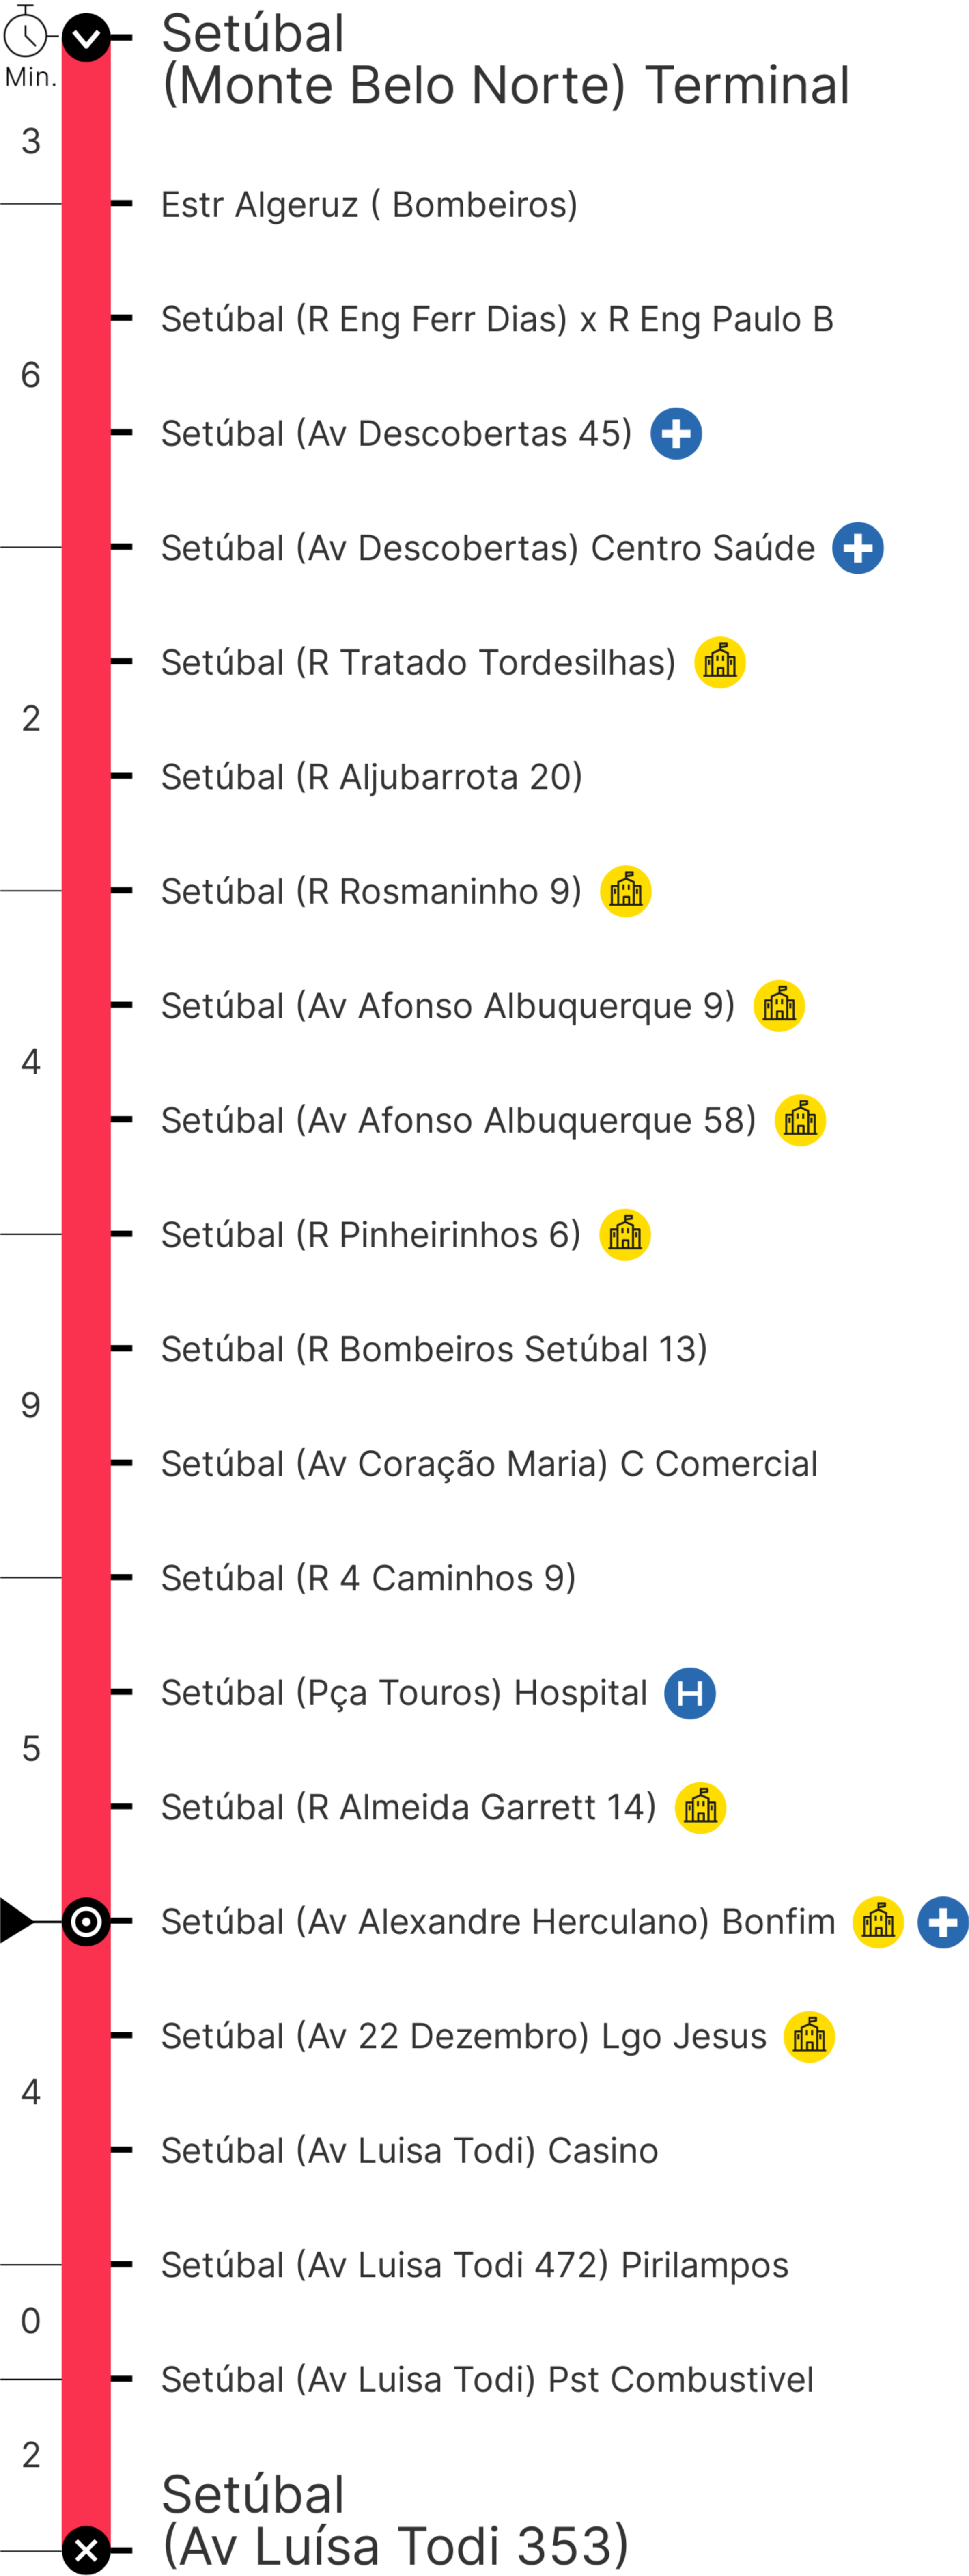 Setúbal
(Monte Belo Norte) Terminal
Min.
3
Estr Algeruz ( Bombeiros)
Setúbal (R Eng Ferr Dias) x R Eng Paulo B
6
Setúbal (Av Descobertas 45)
Setúbal (Av Descobertas) Centro Saúde
Setúbal (R Tratado Tordesilhas)
2
Setúbal (R Aljubarrota 20)
Setúbal (R Rosmaninho 9)
Setúbal (Av Afonso Albuquerque 9)
4
Setúbal (Av Afonso Albuquerque 58)
Setúbal (R Pinheirinhos 6)
Setúbal (R Bombeiros Setúbal 13)
9
Setúbal (Av Coração Maria) C Comercial
Setúbal (R 4 Caminhos 9)
Setúbal (Pça Touros) Hospital H
5
Setúbal (R Almeida Garrett 14)
Setúbal (Av Alexandre Herculano) Bonfim
Setúbal (Av 22 Dezembro) Lgo Jesus
4
Setúbal (Av Luisa Todi) Casino
Setúbal (Av Luisa Todi 472) Pirilampos
0
Setúbal (Av Luisa Todi) Pst Combustivel
2
Setúbal
(Av Luísa Todi 353)